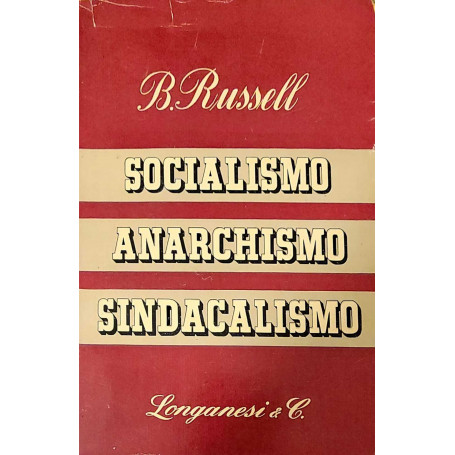 B. Russell
SOCIALISMO
ANARCHISMO
SINDACALISMO
Longanesi & C.